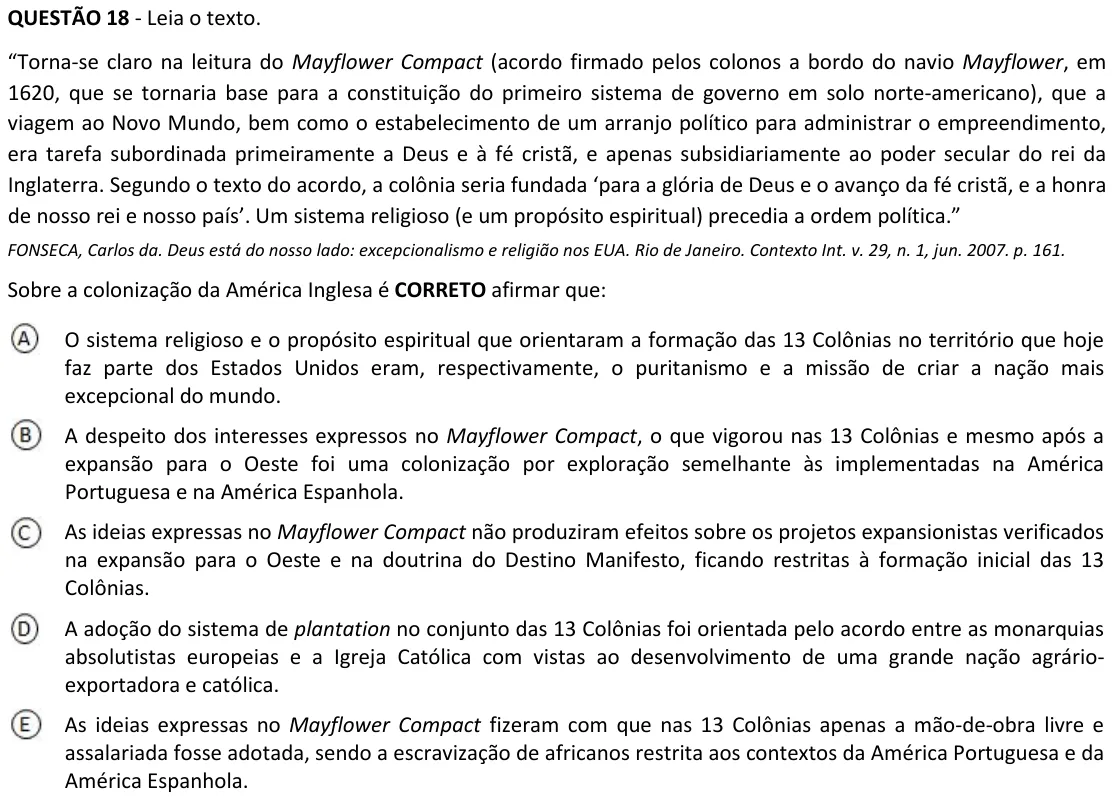 QUESTÃO 18 - Leia o texto.
“Torna-se claro na leitura do Mayflower Compact (acordo firmado pelos colonos a bordo do navio Mayflower, em
1620, que se tornaria base para a constituição do primeiro sistema de governo em solo norte-americano), que a
viagem ao Novo Mundo, bem como o estabelecimento de um arranjo político para administrar o empreendimento,
era tarefa subordinada primeiramente a Deus e à fé cristã, e apenas subsidiariamente ao poder secular do rei da
Inglaterra. Segundo o texto do acordo, a colônia seria fundada ‘para a glória de Deus e o avanço da fé cristã, e a honra
de nosso rei e nosso país’. Um sistema religioso (e um propósito espiritual) precedia a ordem política.”
FONSECA, Carlos da. Deus está do nosso lado: excepcionalismo e religião nos EUA. Rio de Janeiro. Contexto Int. v. 29, n. 1, jun. 2007. p. 161.
Sobre a colonização da América Inglesa é CORRETO afirmar que:
A O sistema religioso e o propósito espiritual que orientaram a formação das 13 Colônias no território que hoje
faz parte dos Estados Unidos eram, respectivamente, o puritanismo e a missão de criar a nação mais
excepcional do mundo.
B A despeito dos interesses expressos no Mayflower Compact, o que vigorou nas 13 Colônias e mesmo após a
expansão para o Oeste foi uma colonização por exploração semelhante às implementadas na América
Portuguesa e na América Espanhola.
C As ideias expressas no Mayflower Compact não produziram efeitos sobre os projetos expansionistas verificados
na expansão para o Oeste e na doutrina do Destino Manifesto, ficando restritas à formação inicial das 13
Colônias.
D A adoção do sistema de plantation no conjunto das 13 Colônias foi orientada pelo acordo entre as monarquias
absolutistas europeias e a Igreja Católica com vistas ao desenvolvimento de uma grande nação agrário-
exportadora e católica.
E As ideias expressas no Mayflower Compact fizeram com que nas 13 Colônias apenas a mão-de-obra livre e
assalariada fosse adotada, sendo a escravização de africanos restrita aos contextos da América Portuguesa e da
América Espanhola.